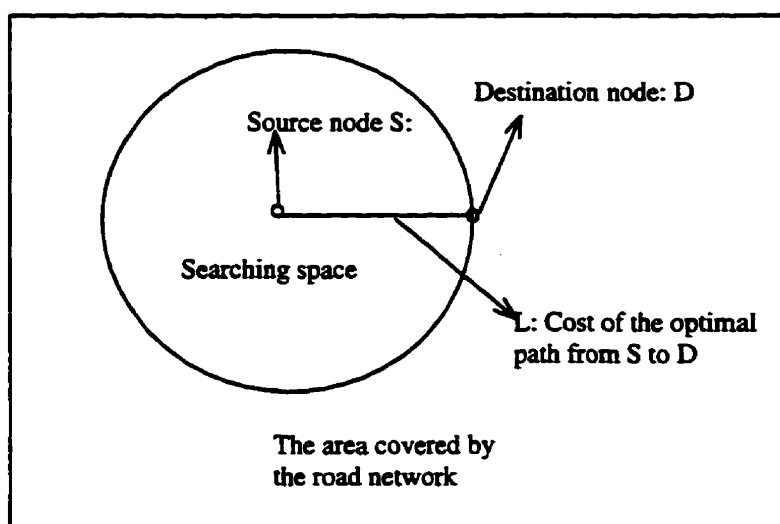 Destination node: D
Source node S:
Searching space
L: Cost of the optimal
path from S to D
The area covered by
the road network